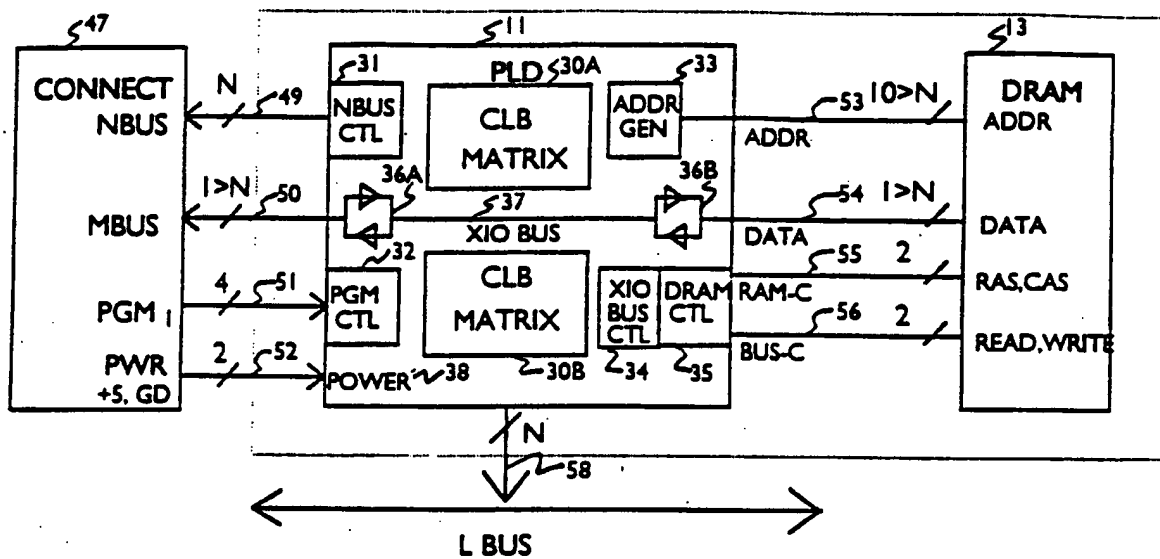 47
CONNECT
NBUS
MBUS
PGM 1
PWR
+5, GD
N
49
1>N
50
4
51
2
52
11
PLD
31
NBUS
CTL
30A
CLB
MATRIX
33
ADDR
GEN
36A
37
XIO BUS
36B
32
PGM
CTL
CLB
MATRIX
30B
XIO
BUS
CTL
34
DRAM
CTL
35
POWER
38
53
10>N
ADDR
54
1>N
DATA
55
2
RAM-C
56
2
BUS-C
13
DRAM
ADDR
DATA
RAS,CAS
READ,WRITE
N
58
L BUS